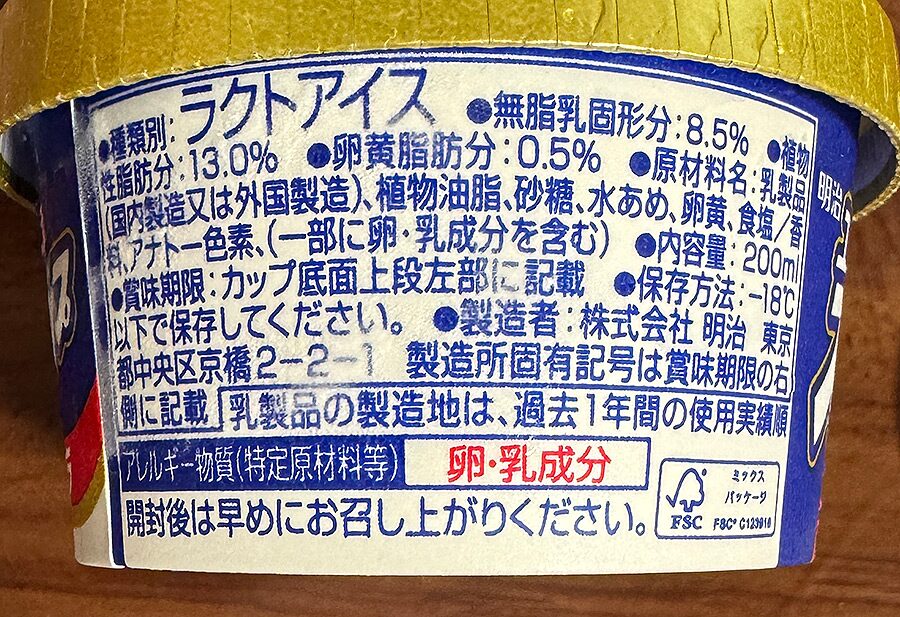 ●種類別:ラクトアイス ●無脂乳固形分:8.5% ●植物
性脂肪分:13.0% ●卵黄脂肪分:0.5% ●原材料名:乳製品
(国内製造又は外国製造)、植物油脂、砂糖、水あめ、卵黄、食塩/香
料、アナトー色素、(一部に卵・乳成分を含む) ●内容量:200ml
●賞味期限:カップ底面上段左部に記載 ●保存方法:-18℃
以下で保存してください。 ●製造者:株式会社 明治 東京
都中央区京橋2-2-1 製造所固有記号は賞味期限の右
側に記載 乳製品の製造地は、過去1年間の使用実績順
アレルギー物質(特定原材料等) 卵・乳成分
開封後は早めにお召し上がりください。
FSC
ミックス
パッケージ
FSC® C123918
明治
ス